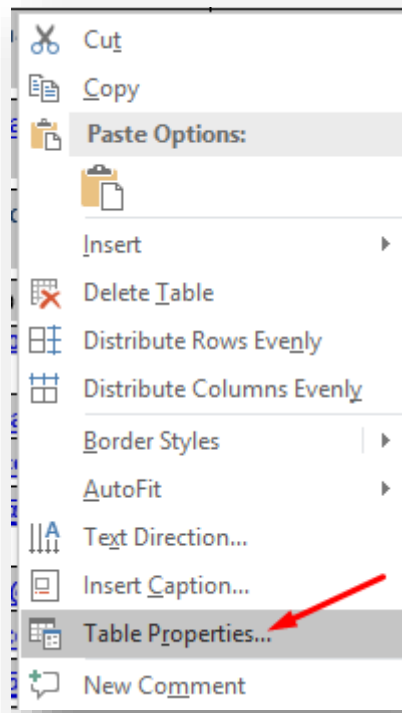 Cut
Copy
Paste Options:
Insert
Delete Table
Distribute Rows Evenly
Distribute Columns Evenly
Border Styles
AutoFit
Text Direction...
Insert Caption...
Table Properties...
New Comment